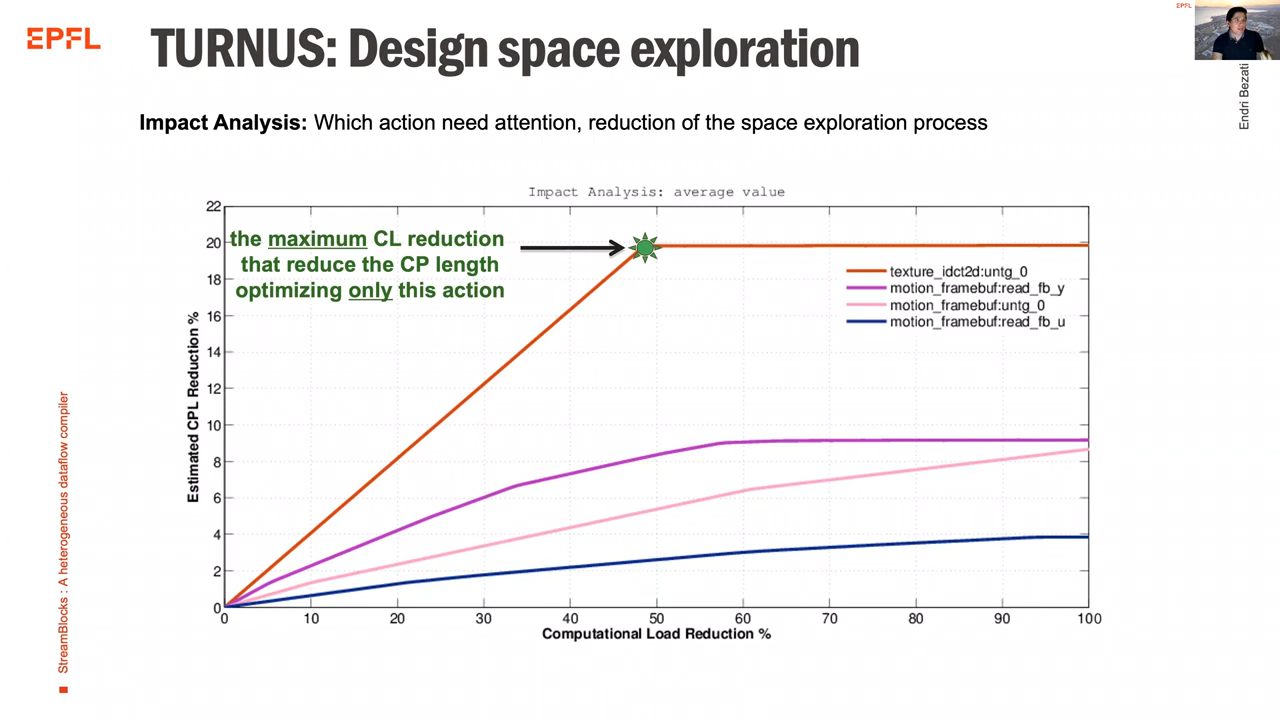 EPFL
TURNUS: Design space exploration
EPFL
Endri Bezati
Impact Analysis: Which action need attention, reduction of the space exploration process
Impact Analysis: average value
the maximum CL reduction
that reduce the CP length
optimizing only this action
texture_idct2d:untg_0
motion_framebuf:read_fb_y
motion_framebuf:untg_0
motion_framebuf:read_fb_u
Estimated CPL Reduction %
22
20
18
16
14
12
10
8
6
4
2
0
0 10 20 30 40 50 60 70 80 90 100
Computational Load Reduction %
StreamBlocks : A heterogeneous dataflow compiler